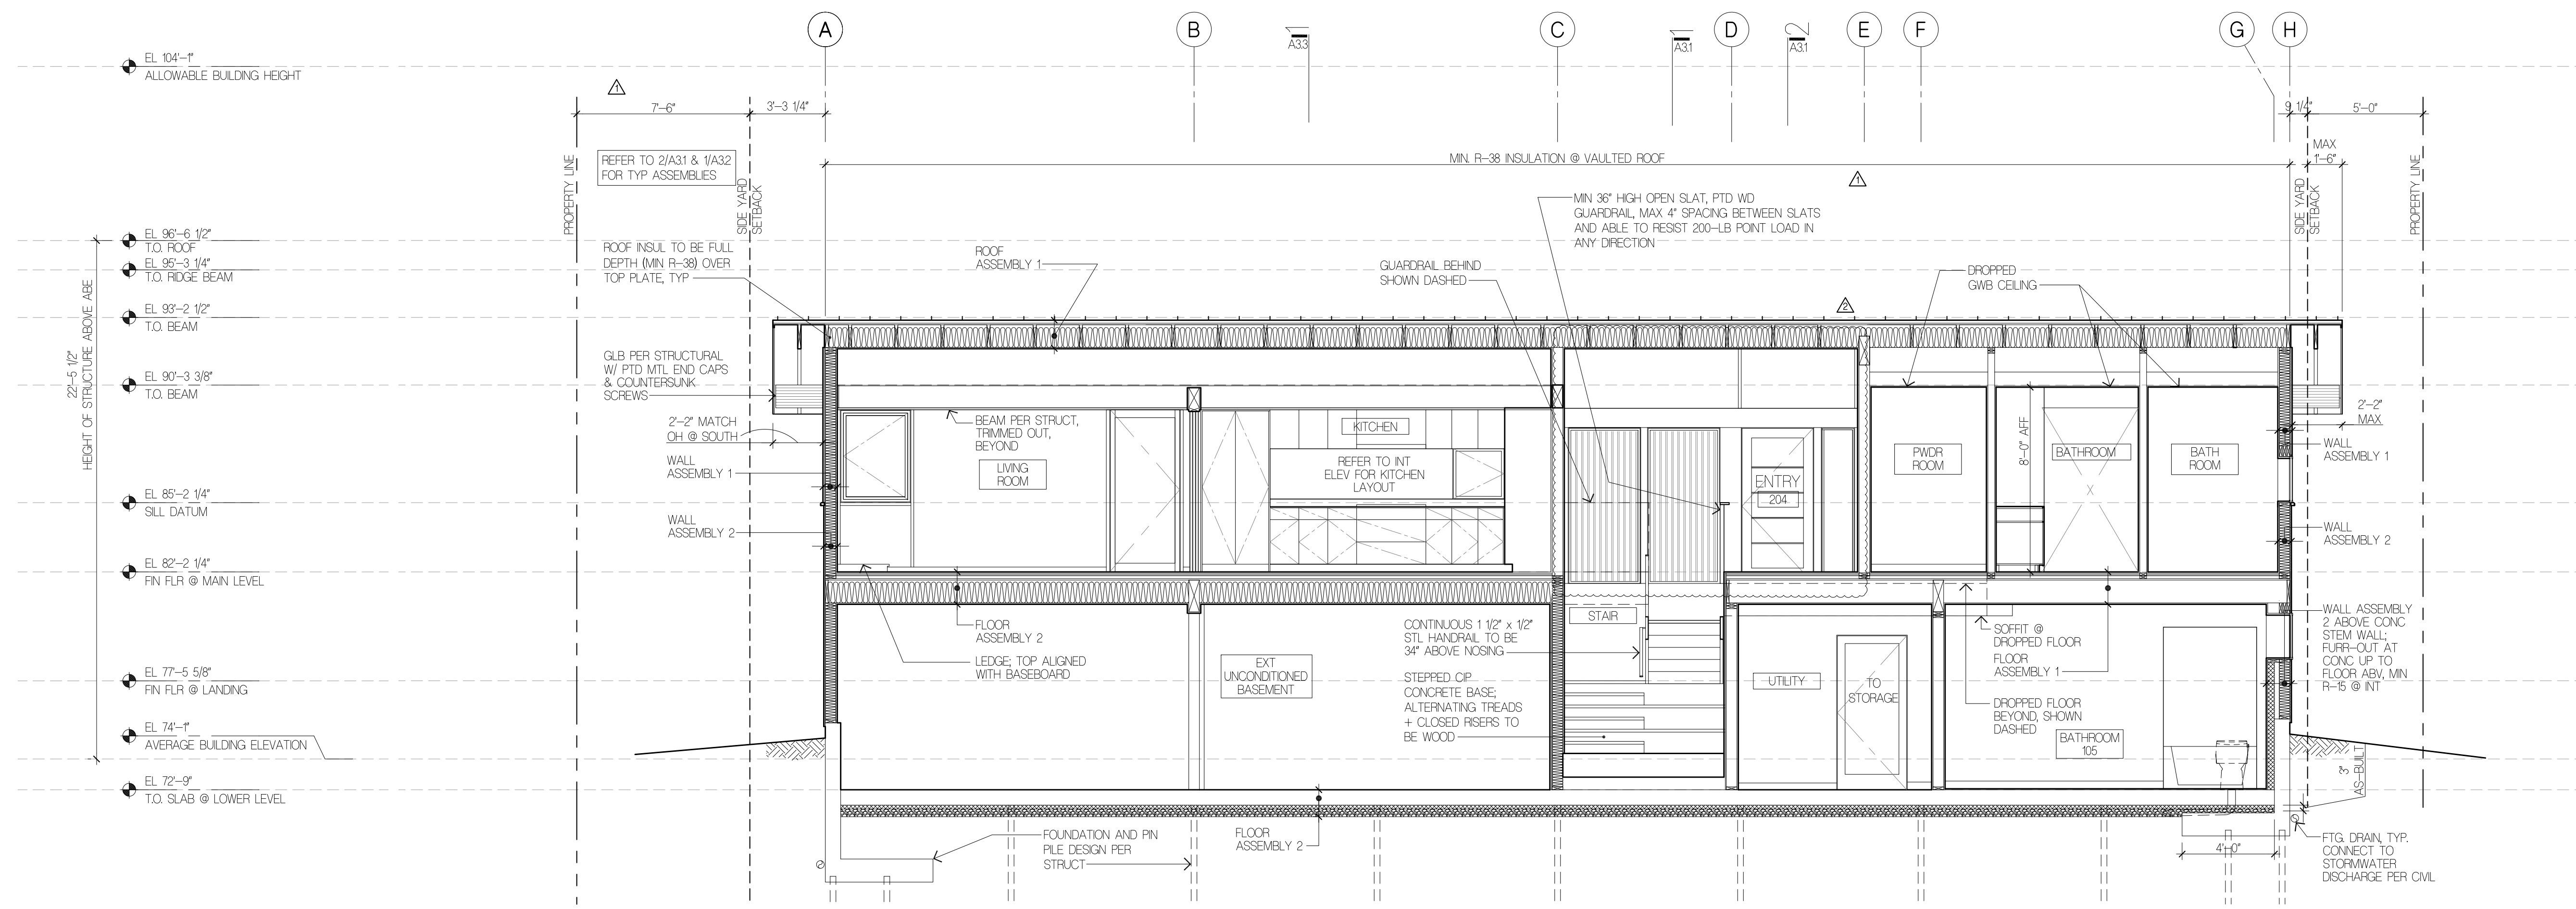 A
B
1
A3.3
C
1
A3.1
D
2
A3.1
E
F
G
H
EL 104'-1"
ALLOWABLE BUILDING HEIGHT
1
7'-6"
3'-3 1/4"
9 1/4"
5'-0"
MAX
1'-6"
PROPERTY LINE
REFER TO 2/A3.1 & 1/A3.2
FOR TYP ASSEMBLIES
SIDE YARD
SETBACK
MIN. R-38 INSULATION @ VAULTED ROOF
1
SIDE YARD
SETBACK
PROPERTY LINE
MIN 36" HIGH OPEN SLAT, PTD WD
GUARDRAIL, MAX 4" SPACING BETWEEN SLATS
AND ABLE TO RESIST 200-LB POINT LOAD IN
ANY DIRECTION
EL 96'-6 1/2"
T.O. ROOF
EL 95'-3 1/4"
T.O. RIDGE BEAM
EL 93'-2 1/2"
T.O. BEAM
EL 90'-3 3/8"
T.O. BEAM
EL 85'-2 1/4"
SILL DATUM
EL 82'-2 1/4"
FIN FLR @ MAIN LEVEL
EL 77'-5 5/8"
FIN FLR @ LANDING
EL 74'-1"
AVERAGE BUILDING ELEVATION
EL 72'-9"
T.O. SLAB @ LOWER LEVEL
22'-5 1/2"
HEIGHT OF STRUCTURE ABOVE ABE
ROOF INSUL TO BE FULL
DEPTH (MIN R-38) OVER
TOP PLATE, TYP
ROOF
ASSEMBLY 1
GUARDRAIL BEHIND
SHOWN DASHED
DROPPED
GWB CEILING
2
GLB PER STRUCTURAL
W/ PTD MTL END CAPS
& COUNTERSUNK
SCREWS
2'-2" MATCH
OH @ SOUTH
WALL
ASSEMBLY 1
WALL
ASSEMBLY 2
BEAM PER STRUCT,
TRIMMED OUT,
BEYOND
LIVING
ROOM
KITCHEN
REFER TO INT
ELEV FOR KITCHEN
LAYOUT
ENTRY
204
PWDR
ROOM
8'-0" AFF
BATHROOM
BATH
ROOM
2'-2"
MAX
WALL
ASSEMBLY 1
WALL
ASSEMBLY 2
FLOOR
ASSEMBLY 2
LEDGE; TOP ALIGNED
WITH BASEBOARD
EXT
UNCONDITIONED
BASEMENT
CONTINUOUS 1 1/2" x 1/2"
STL HANDRAIL TO BE
34" ABOVE NOSING
STEPPED CIP
CONCRETE BASE;
ALTERNATING TREADS
+ CLOSED RISERS TO
BE WOOD
STAIR
UTILITY
TO
STORAGE
SOFFIT @
DROPPED FLOOR
FLOOR
ASSEMBLY 1
DROPPED FLOOR
BEYOND, SHOWN
DASHED
BATHROOM
105
WALL ASSEMBLY
2 ABOVE CONC
STEM WALL;
FURR-OUT AT
CONC UP TO
FLOOR ABV, MIN
R-15 @ INT
3"
AS-BUILT
FOUNDATION AND PIN
PILE DESIGN PER
STRUCT
FLOOR
ASSEMBLY 2
4'-0"
FTG. DRAIN, TYP.
CONNECT TO
STORMWATER
DISCHARGE PER CIVIL